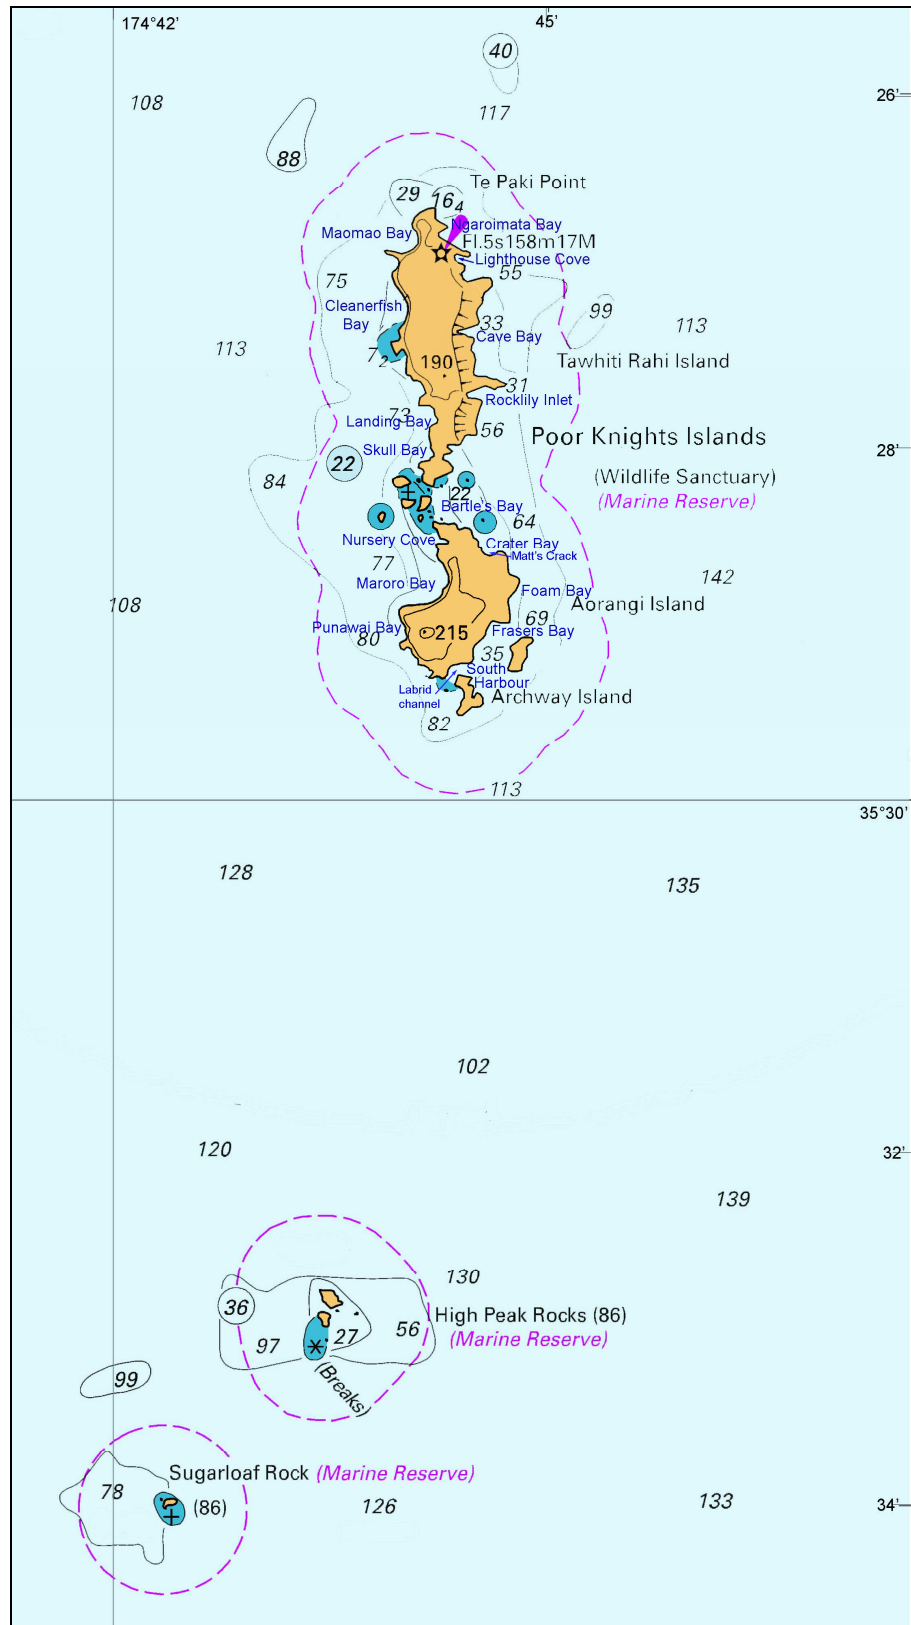 174°42'
45'
40
26'
108
117
88
Te Paki Point
29
16₄
Ngaroimata Bay
Maomao Bay
Fl.5s158m17M
Lighthouse Cove
75
55
Cleanerfish
Bay
99
33
113
113
Cave Bay
7₂
190
Tawhiti Rahi Island
31
Rocklily Inlet
73
Landing Bay
56
Poor Knights Islands
Skull Bay
28'
22
(Wildlife Sanctuary)
84
22
(Marine Reserve)
Bartle's Bay
64
Nursery Cove
Crater Bay
Matt's Crack
77
142
Maroro Bay
Foam Bay
108
Aorangi Island
69
Punawai Bay
215
Frasers Bay
80
35
South
Harbour
Labrid
channel
Archway Island
82
113
35°30'
128
135
102
120
32'
139
130
36
High Peak Rocks (86)
97
27
56
(Marine Reserve)
(Breaks)
99
Sugarloaf Rock (Marine Reserve)
78
(86)
126
133
34'